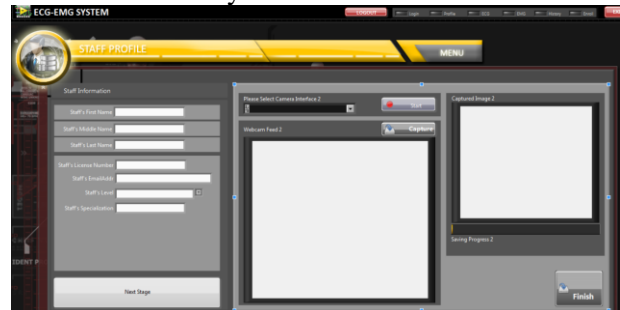 ECG-EMG SYSTEM
LOGOUT
Login
Profile
ECG
EMG
History
Email
STAFF PROFILE
MENU
Staff Information
Staff's First Name
Staff's Middle Name
Staff's Last Name
Staff's License Number
Staff's EmailAddr
Staff's Level
Staff's Specialization
Next Stage
Please Select Camera Interface 2
Start
Webcam Feed 2
Capture
Captured Image 2
Saving Progress 2
Finish
IDENT P